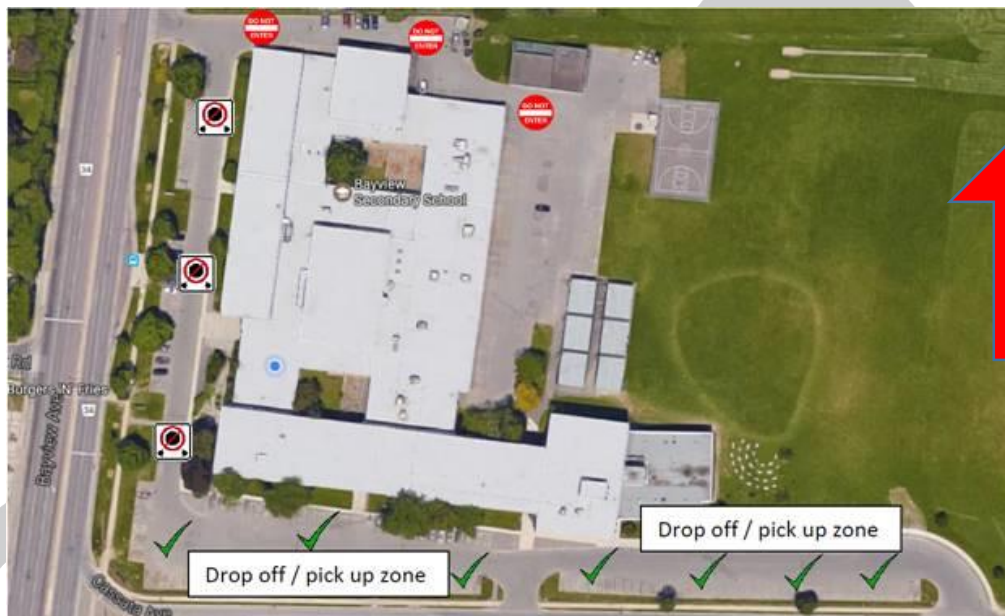 DO NOT
ENTER
DO NOT
ENTER
DO NOT
ENTER
34
Bayview
Secondary School
Rd
Burgers N' Fries
34
Bayview Ave
Drop off / pick up zone
Drop off / pick up zone